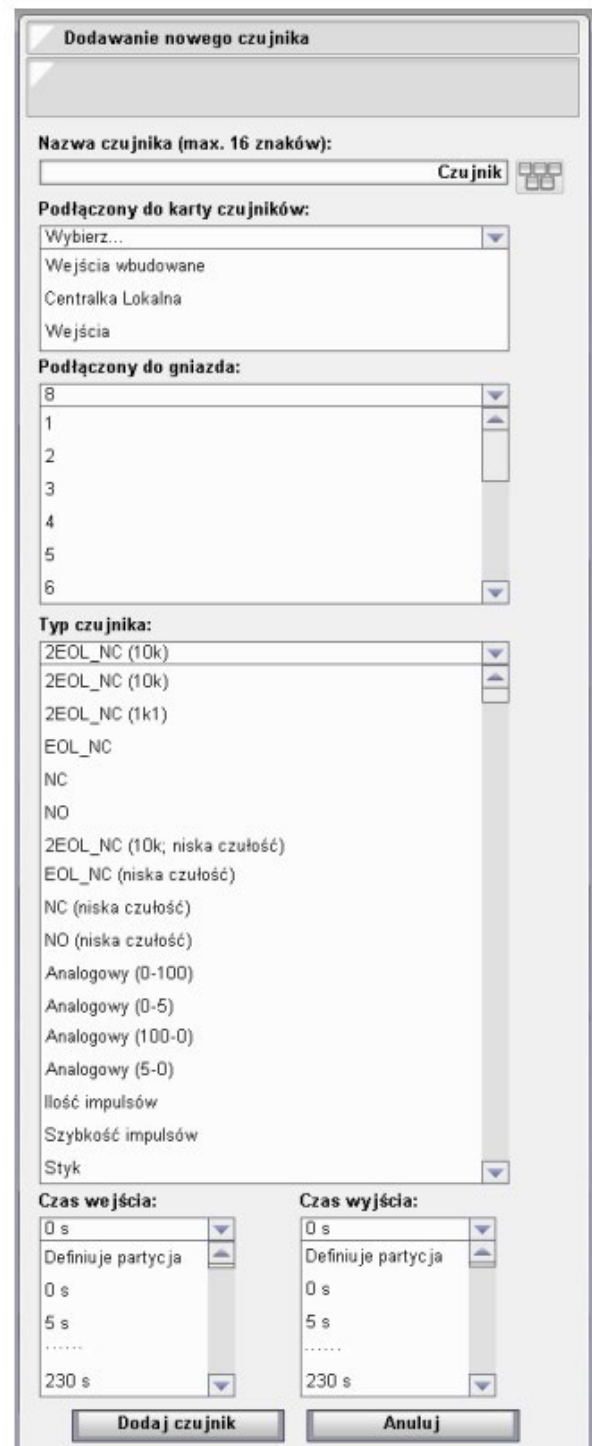 Dodawanie nowego czujnika
Nazwa czujnika (max. 16 znaków):
Czujnik
Podłączony do karty czujników:
Wybierz...
Wejścia wbudowane
Centralka Lokalna
Wejścia
Podłączony do gniazda:
8
1
2
3
4
5
6
Typ czujnika:
2EOL_NC (10k)
2EOL_NC (10k)
2EOL_NC (1k1)
EOL_NC
NC
NO
2EOL_NC (10k; niska czułość)
EOL_NC (niska czułość)
NC (niska czułość)
NO (niska czułość)
Analogowy (0-100)
Analogowy (0-5)
Analogowy (100-0)
Analogowy (5-0)
Ilość impulsów
Szybkość impulsów
Styk
Czas wejścia: Czas wyjścia:
0 s 0 s
Definiuje partycja Definiuje partycja
0 s 0 s
5 s 5 s
...... ......
230 s 230 s
Dodaj czujnik Anuluj